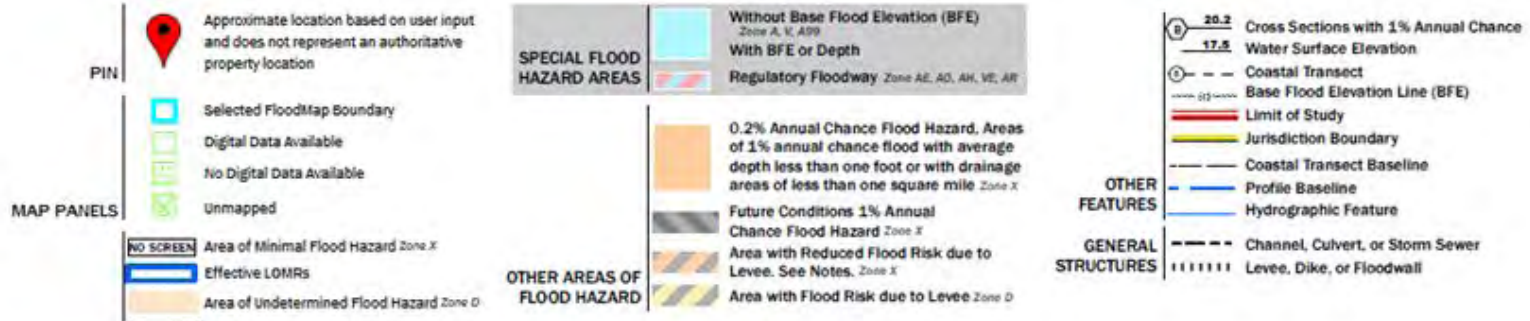 PIN
Approximate location based on user input
and does not represent an authoritative
property location
MAP PANELS
Selected FloodMap Boundary
Digital Data Available
No Digital Data Available
Unmapped
NO SCREEN Area of Minimal Flood Hazard Zone X
Effective LOMRs
Area of Undetermined Flood Hazard Zone D
SPECIAL FLOOD
HAZARD AREAS
Without Base Flood Elevation (BFE)
Zone A, V, A99
With BFE or Depth
Regulatory Floodway Zone AE, AO, AH, VE, AR
OTHER AREAS OF
FLOOD HAZARD
0.2% Annual Chance Flood Hazard, Areas
of 1% annual chance flood with average
depth less than one foot or with drainage
areas of less than one square mile Zone X
Future Conditions 1% Annual
Chance Flood Hazard Zone X
Area with Reduced Flood Risk due to
Levee. See Notes. Zone X
Area with Flood Risk due to Levee Zone D
OTHER
FEATURES
20.2 Cross Sections with 1% Annual Chance
17.5 Water Surface Elevation
Coastal Transect
Base Flood Elevation Line (BFE)
Limit of Study
Jurisdiction Boundary
Coastal Transect Baseline
Profile Baseline
Hydrographic Feature
GENERAL
STRUCTURES
Channel, Culvert, or Storm Sewer
Levee, Dike, or Floodwall